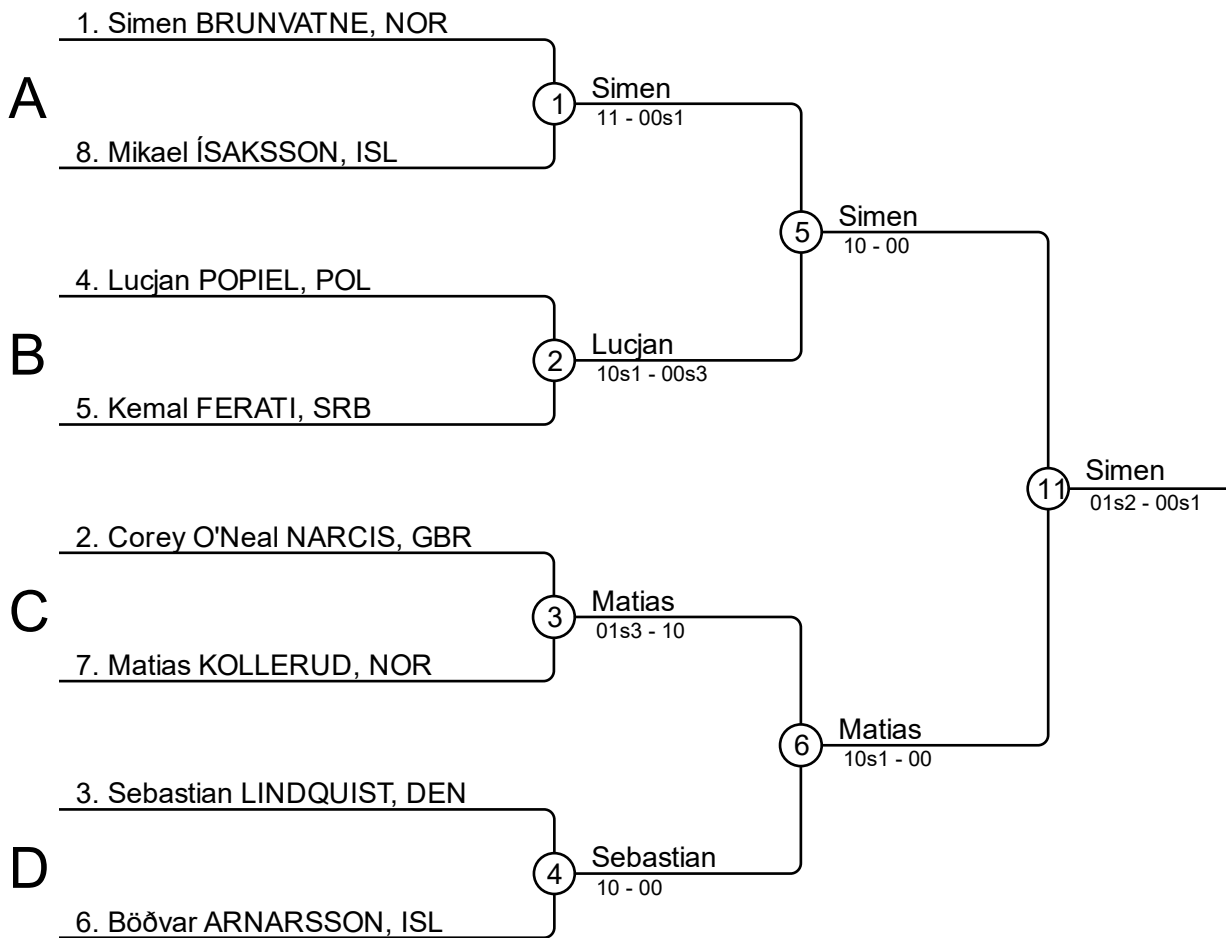 1. Simen BRUNVATNE, NOR
A
1
Simen
11 - 00s1
8. Mikael ÍSAKSSON, ISL
5
Simen
10 - 00
4. Lucjan POPIEL, POL
B
2
Lucjan
10s1 - 00s3
5. Kemal FERATI, SRB
11
Simen
01s2 - 00s1
2. Corey O'Neal NARCIS, GBR
C
3
Matias
01s3 - 10
7. Matias KOLLERUD, NOR
6
Matias
10s1 - 00
3. Sebastian LINDQUIST, DEN
D
4
Sebastian
10 - 00
6. Böðvar ARNARSSON, ISL